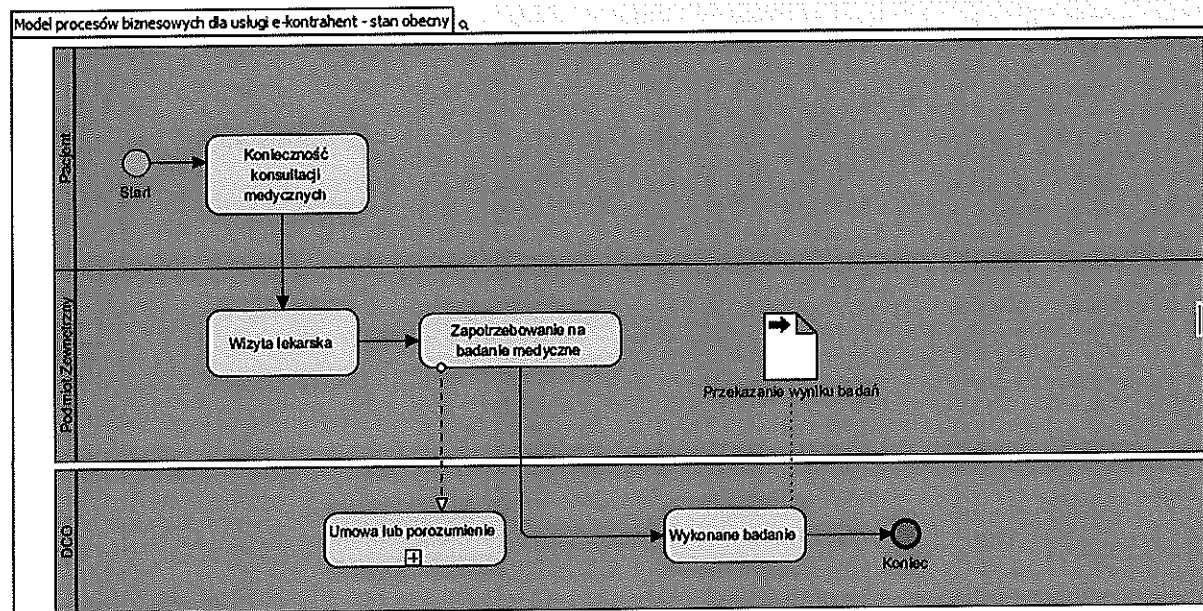 Model procesów biznesowych dla usługi e-kontrahent - stan obecny
Pacjent
Start
Konieczność
konsultacji
medycznych
Podmiot Zewnętrzny
Wizyta lekarska
Zapotrzebowanie na
badanie medyczne
Przekazanie wyniku badań
DCO
Umowa lub porozumienie
Wykonane badanie
Koniec